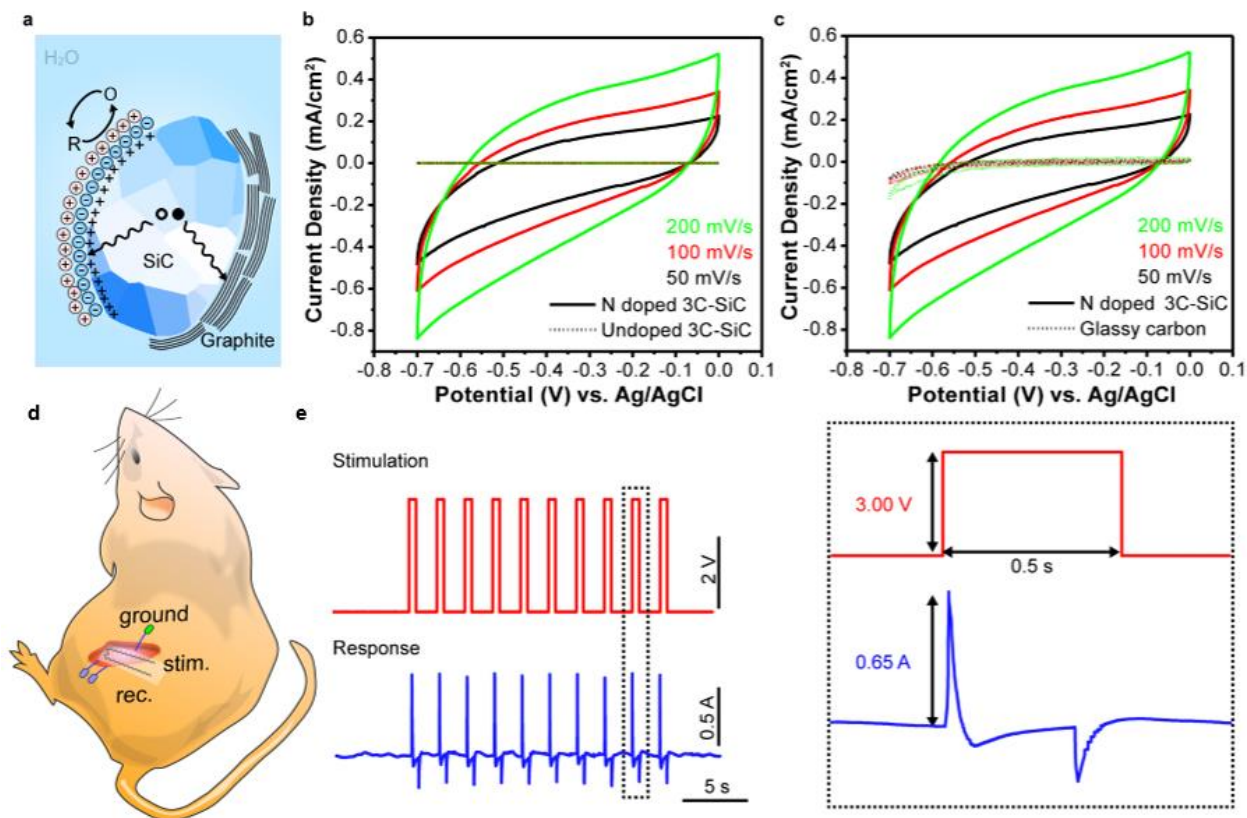 a
H₂O
O
R
SiC
Graphite
b
Current Density (mA/cm²)
0.6
0.4
0.2
0.0
-0.2
-0.4
-0.6
-0.8
200 mV/s
100 mV/s
50 mV/s
N doped 3C-SiC
Undoped 3C-SiC
-0.8 -0.7 -0.6 -0.5 -0.4 -0.3 -0.2 -0.1 0.0 0.1
Potential (V) vs. Ag/AgCl
c
Current Density (mA/cm²)
0.6
0.4
0.2
0.0
-0.2
-0.4
-0.6
-0.8
200 mV/s
100 mV/s
50 mV/s
N doped 3C-SiC
Glassy carbon
-0.8 -0.7 -0.6 -0.5 -0.4 -0.3 -0.2 -0.1 0.0 0.1
Potential (V) vs. Ag/AgCl
d
ground
stim.
rec.
e
Stimulation
2 V
Response
0.5 A
5 s
3.00 V
0.5 s
0.65 A